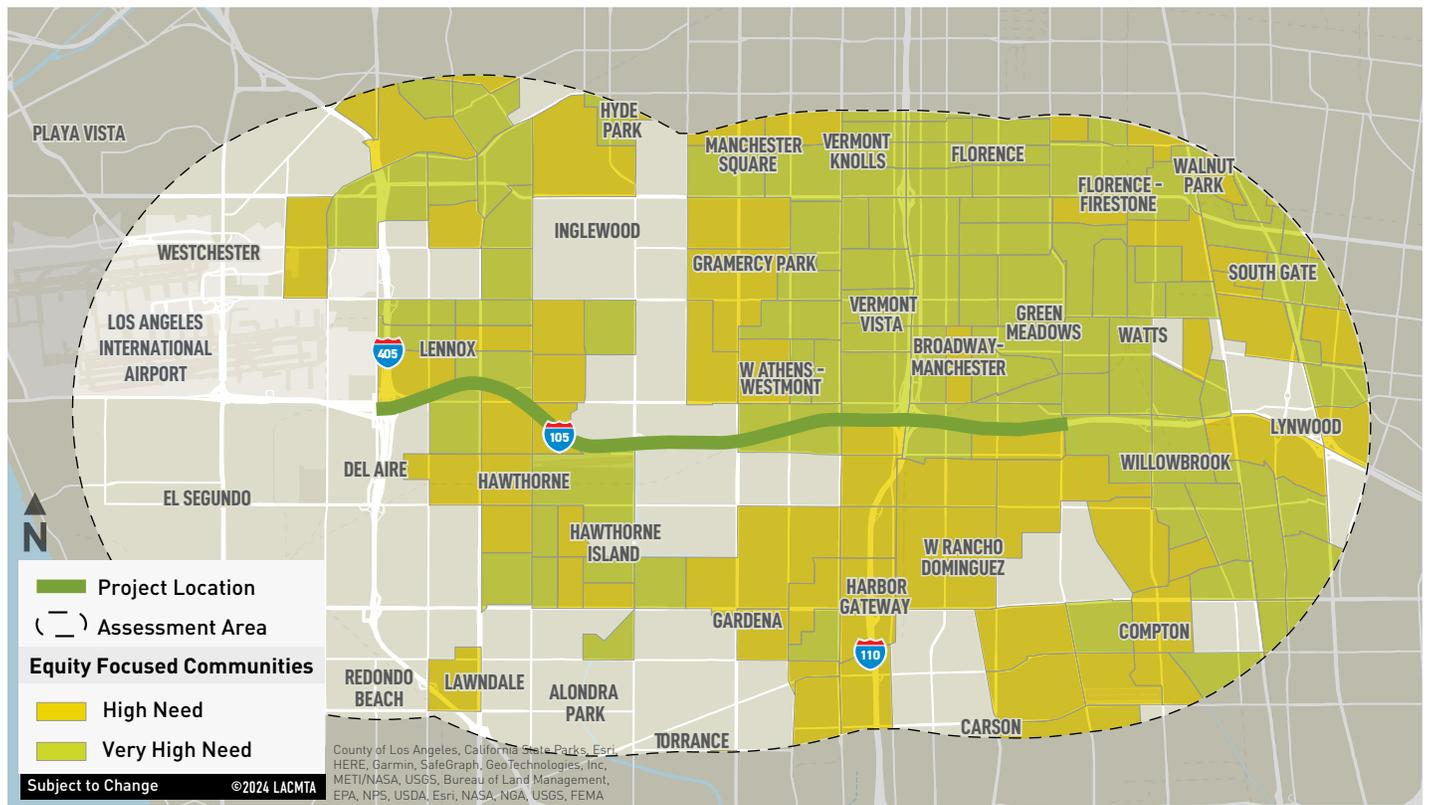 PLAYA VISTA
HYDE
PARK
MANCHESTER
SQUARE
VERMONT
KNOLLS
FLORENCE
WALNUT
PARK
FLORENCE -
FIRESTONE
WESTCHESTER
INGLEWOOD
GRAMERCY PARK
SOUTH GATE
LOS ANGELES
INTERNATIONAL
AIRPORT
405
LENNOX
VERMONT
VISTA
GREEN
MEADOWS
WATTS
BROADWAY-
MANCHESTER
W ATHENS -
WESTMONT
105
LYNWOOD
DEL AIRE
HAWTHORNE
WILLOWBROOK
EL SEGUNDO
N
HAWTHORNE
ISLAND
W RANCHO
DOMINGUEZ
HARBOR
GATEWAY
GARDENA
COMPTON
110
REDONDO
BEACH
LAWNDALE
ALONDRA
PARK
CARSON
TORRANCE
Project Location
Assessment Area
Equity Focused Communities
High Need
Very High Need
Subject to Change ©2024 LACMTA
County of Los Angeles, California State Parks, Esri,
HERE, Garmin, SafeGraph, GeoTechnologies, Inc,
METI/NASA, USGS, Bureau of Land Management,
EPA, NPS, USDA, Esri, NASA, NGA, USGS, FEMA